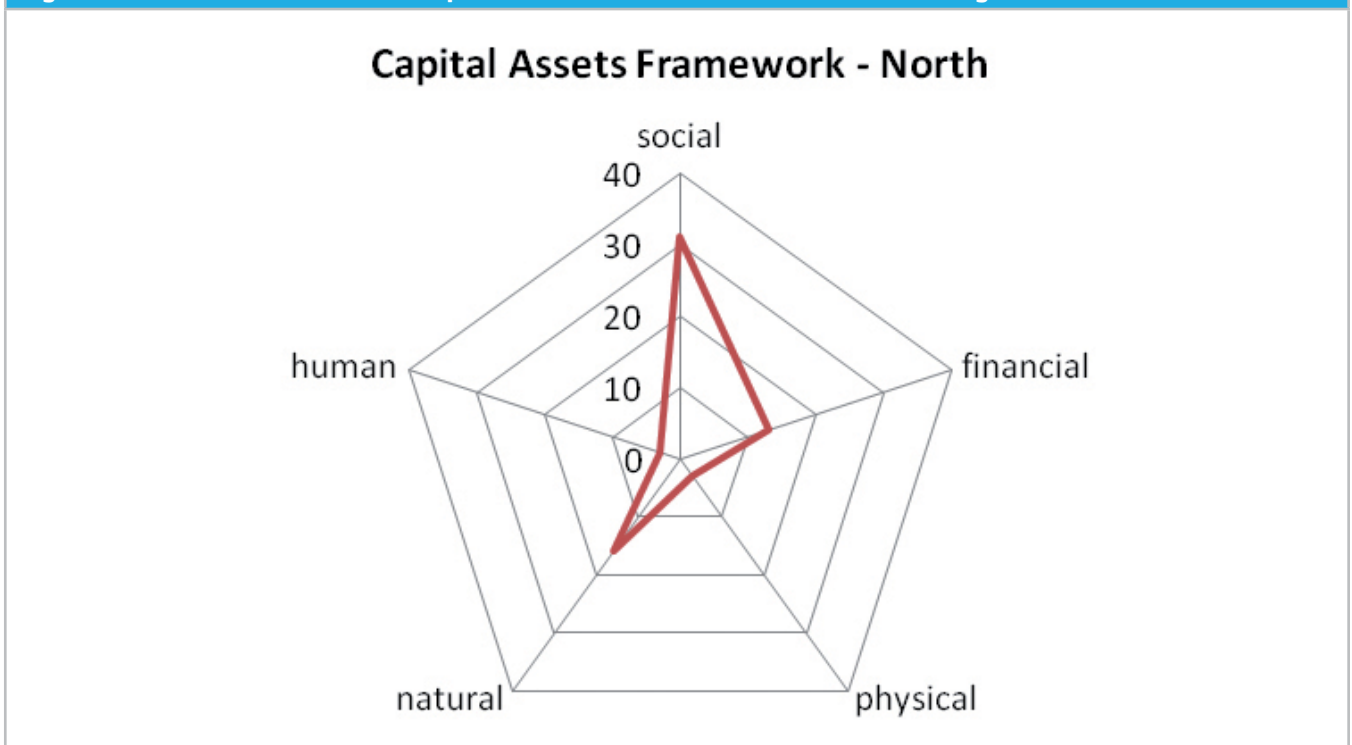 Capital Assets Framework - North
social
40
30
20
10
0
human
financial
natural
physical